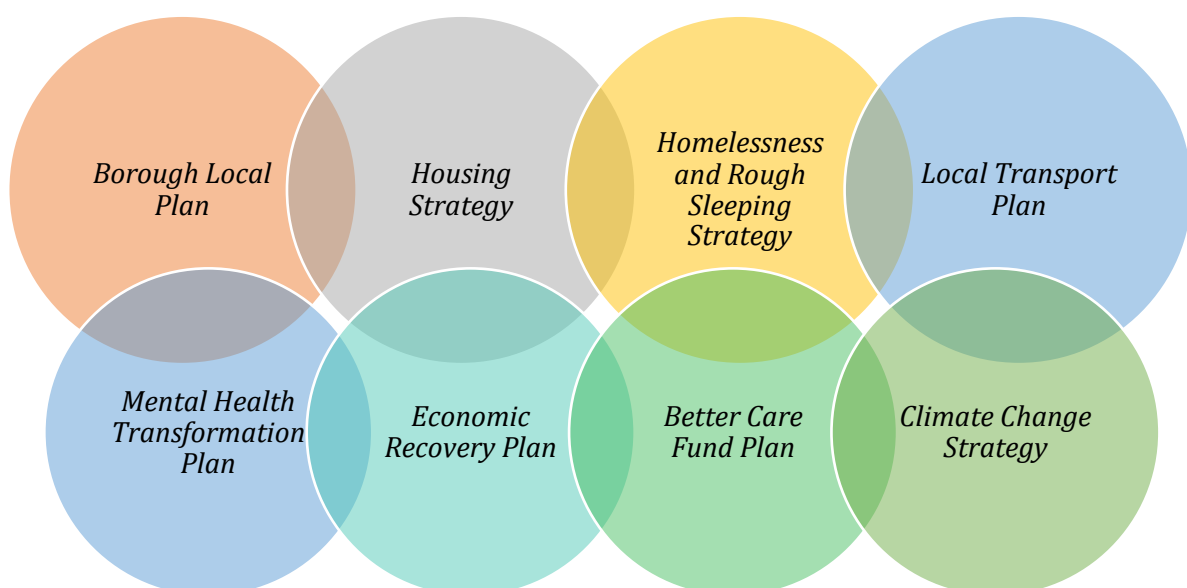 Borough Local
Plan
Housing
Strategy
Homelessness
and Rough
Sleeping
Strategy
Local Transport
Plan
Mental Health
Transformation
Plan
Economic
Recovery Plan
Better Care
Fund Plan
Climate Change
Strategy